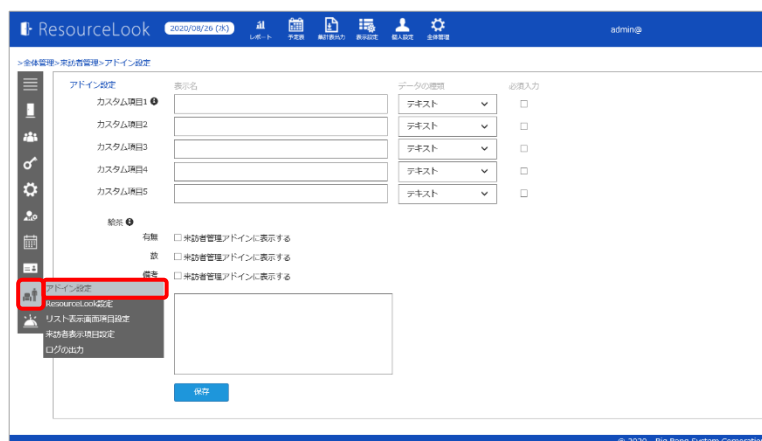 ResourceLook 2020/08/26 (水) レポート 予定表 集計表出力 表示設定 個人設定 全体管理 admin@
>全体管理>来訪者管理>アドイン設定
アドイン設定 表示名 データの種類 必須入力
カスタム項目1 テキスト
カスタム項目2 テキスト
カスタム項目3 テキスト
カスタム項目4 テキスト
カスタム項目5 テキスト
給茶
有無 来訪者管理アドインに表示する
数 来訪者管理アドインに表示する
備考 来訪者管理アドインに表示する
アドイン設定
ResourceLook設定
リスト表示画面項目設定
来訪者表示項目設定
ログの出力
保存
© 2020 - Big Bang System Corporatio